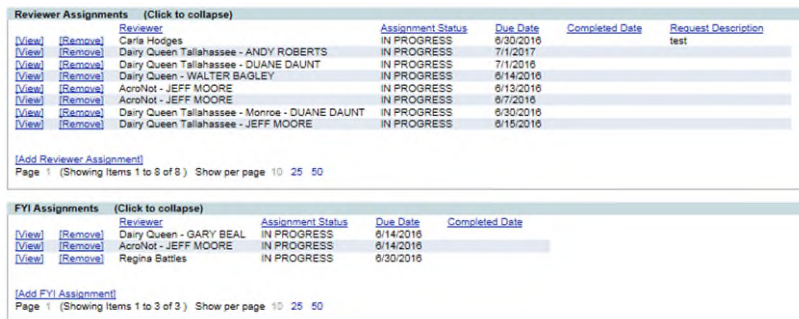 Reviewer Assignments (Click to collapse)
Reviewer Assignment Status Due Date Completed Date Request Description
[View] [Remove] Carla Hodges IN PROGRESS 6/30/2016 test
[View] [Remove] Dairy Queen Tallahassee - ANDY ROBERTS IN PROGRESS 7/1/2017
[View] [Remove] Dairy Queen Tallahassee - DUANE DAUNT IN PROGRESS 7/1/2016
[View] [Remove] Dairy Queen - WALTER BAGLEY IN PROGRESS 6/14/2016
[View] [Remove] AcroNot - JEFF MOORE IN PROGRESS 6/13/2016
[View] [Remove] AcroNot - JEFF MOORE IN PROGRESS 6/7/2016
[View] [Remove] Dairy Queen Tallahassee - Monroe - DUANE DAUNT IN PROGRESS 6/30/2016
[View] [Remove] Dairy Queen Tallahassee - JEFF MOORE IN PROGRESS 6/15/2016
[Add Reviewer Assignment]
Page 1 (Showing Items 1 to 8 of 8 ) Show per page 10 25 50
FYI Assignments (Click to collapse)
Reviewer Assignment Status Due Date Completed Date
[View] [Remove] Dairy Queen - GARY BEAL IN PROGRESS 6/14/2016
[View] [Remove] AcroNot - JEFF MOORE IN PROGRESS 6/14/2016
[View] [Remove] Regina Battles IN PROGRESS 6/30/2016
[Add FYI Assignment]
Page 1 (Showing Items 1 to 3 of 3 ) Show per page 10 25 50